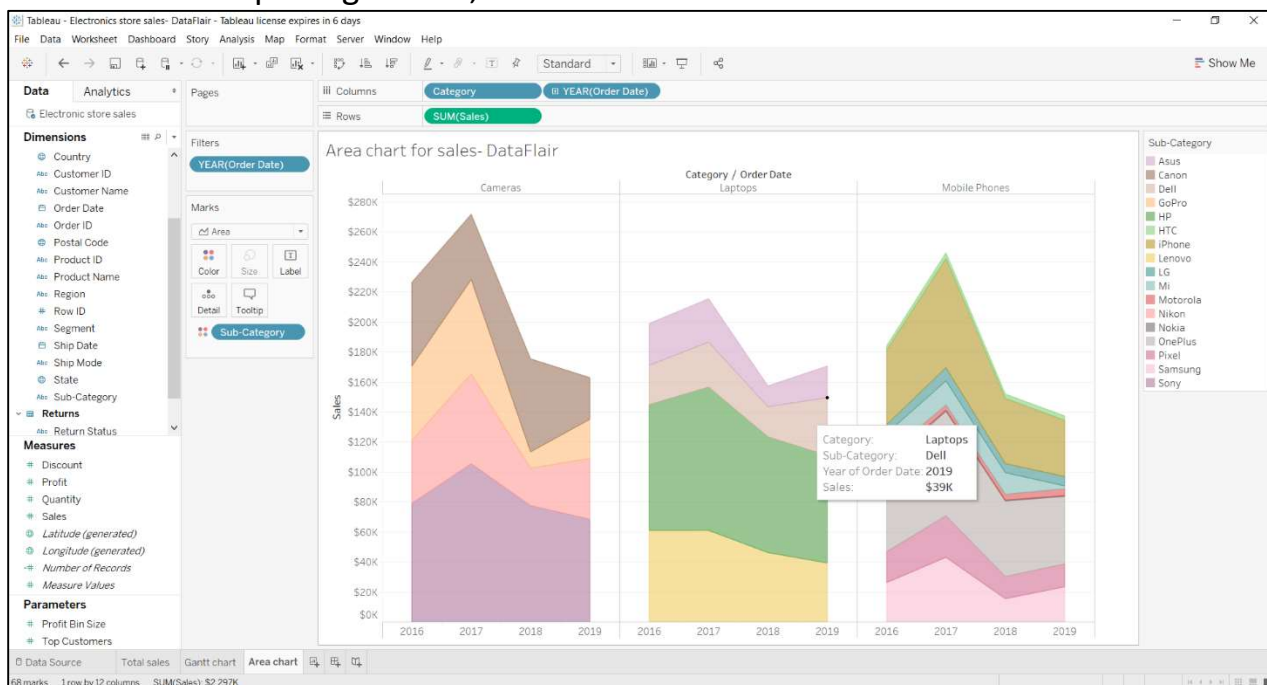 Tableau - Electronics store sales- DataFlair - Tableau license expires in 6 days
File Data Worksheet Dashboard Story Analysis Map Format Server Window Help
Standard
Show Me
Data Analytics
Electronic store sales
Dimensions
Country
Customer ID
Customer Name
Order Date
Order ID
Postal Code
Product ID
Product Name
Region
Row ID
Segment
Ship Date
Ship Mode
State
Sub-Category
Returns
Return Status
Measures
Discount
Profit
Quantity
Sales
Latitude (generated)
Longitude (generated)
Number of Records
Measure Values
Parameters
Profit Bin Size
Top Customers
Pages
Filters
YEAR(Order Date)
Marks
Area
Color Size Label
Detail Tooltip
Sub-Category
Columns Category YEAR(Order Date)
Rows SUM(Sales)
Area chart for sales- DataFlair
Category / Order Date
Cameras Laptops Mobile Phones
Sales
$280K
$260K
$240K
$220K
$200K
$180K
$160K
$140K
$120K
$100K
$80K
$60K
$40K
$20K
$0K
2016 2017 2018 2019 2016 2017 2018 2019 2016 2017 2018 2019
Category: Laptops
Sub-Category: Dell
Year of Order Date: 2019
Sales: $39K
Sub-Category
Asus
Canon
Dell
GoPro
HP
HTC
iPhone
Lenovo
LG
Mi
Motorola
Nikon
Nokia
OnePlus
Pixel
Samsung
Sony
Data Source Total sales Gantt chart Area chart
68 marks 1 row by 12 columns SUM(Sales): $2,297K